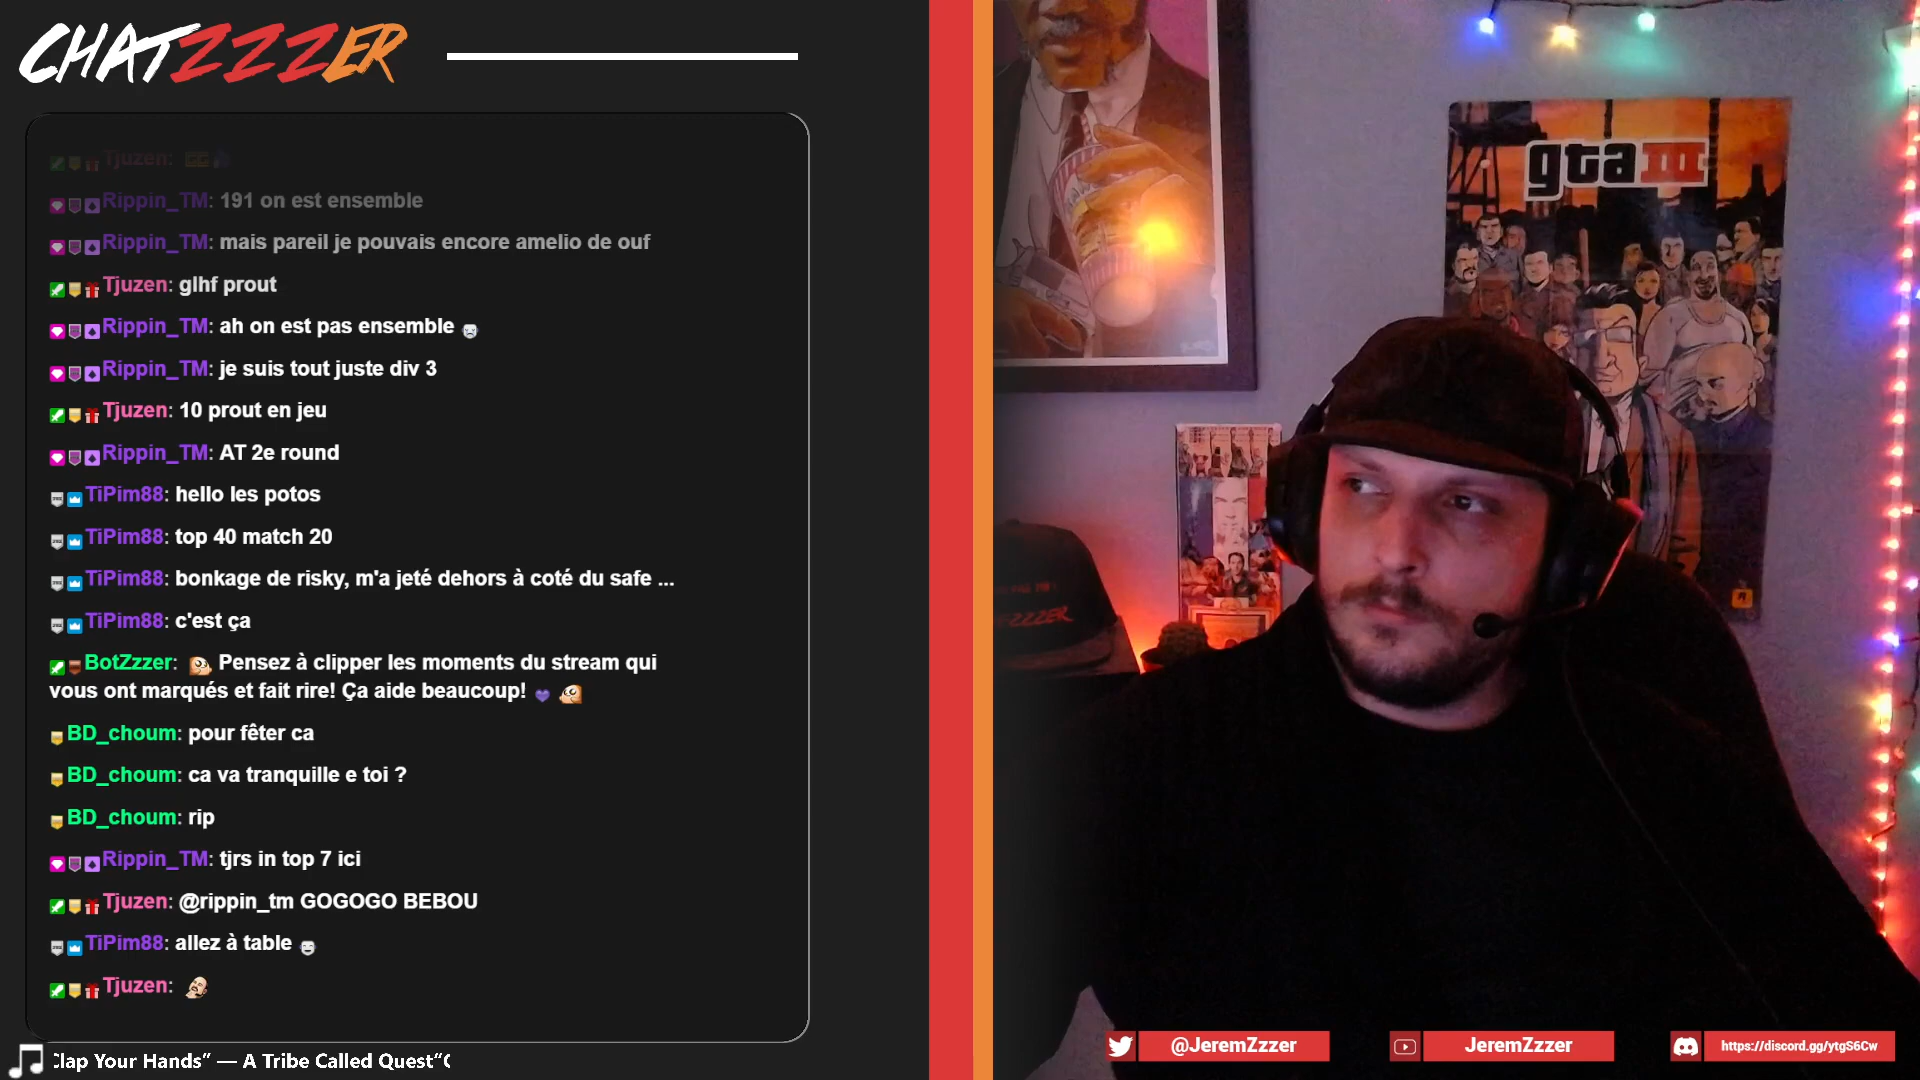 CHATZZZER
Tjuzen: GG
Rippin_TM: 191 on est ensemble
Rippin_TM: mais pareil je pouvais encore amelio de ouf
Tjuzen: glhf prout
Rippin_TM: ah on est pas ensemble
Rippin_TM: je suis tout juste div 3
Tjuzen: 10 prout en jeu
Rippin_TM: AT 2e round
TiPim88: hello les potos
TiPim88: top 40 match 20
TiPim88: bonkage de risky, m'a jeté dehors à coté du safe ...
TiPim88: c'est ça
BotZzzer: Pensez à clipper les moments du stream qui
vous ont marqués et fait rire! Ça aide beaucoup!
BD_choum: pour fêter ca
BD_choum: ca va tranquille e toi ?
BD_choum: rip
Rippin_TM: tjrs in top 7 ici
Tjuzen: @rippin_tm GOGOGO BEBOU
TiPim88: allez à table
Tjuzen:
lap Your Hands“ — A Tribe Called Quest“C
gta III
@JeremZzzer
JeremZzzer
https://discord.gg/ytgS6Cw